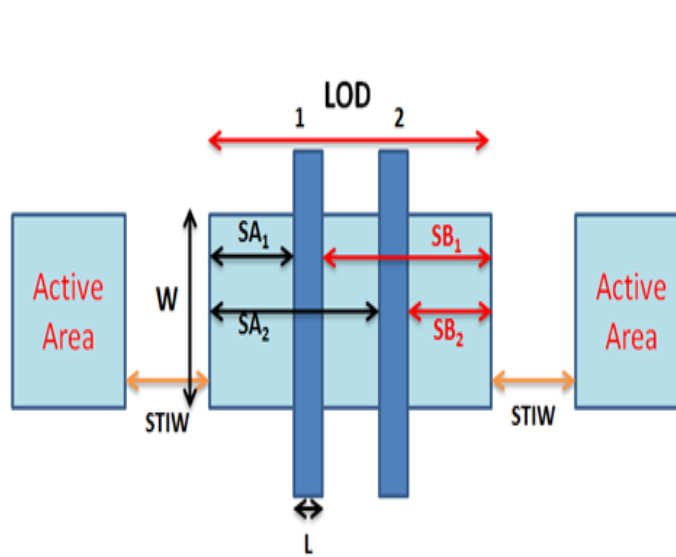 LOD
1
2
SA₁
SB₁
Active
Area
W
SA₂
SB₂
Active
Area
STIW
STIW
L